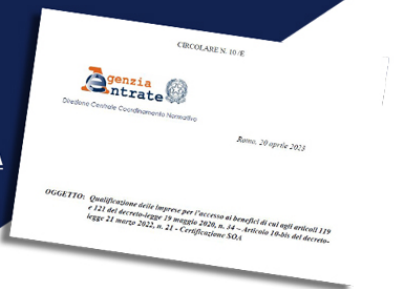 CIRCOLARE N. 10 /E
Agenzia
Entrate
Direzione Centrale Coordinamento Normativo
Roma, 20 aprile 2023
OGGETTO: Qualificazione delle imprese per l'accesso ai benefici di cui agli articoli 119
e 121 del decreto-legge 19 maggio 2020, n. 34 – Articolo 10-bis del decreto-
legge 21 marzo 2022, n. 21 - Certificazione SOA
A